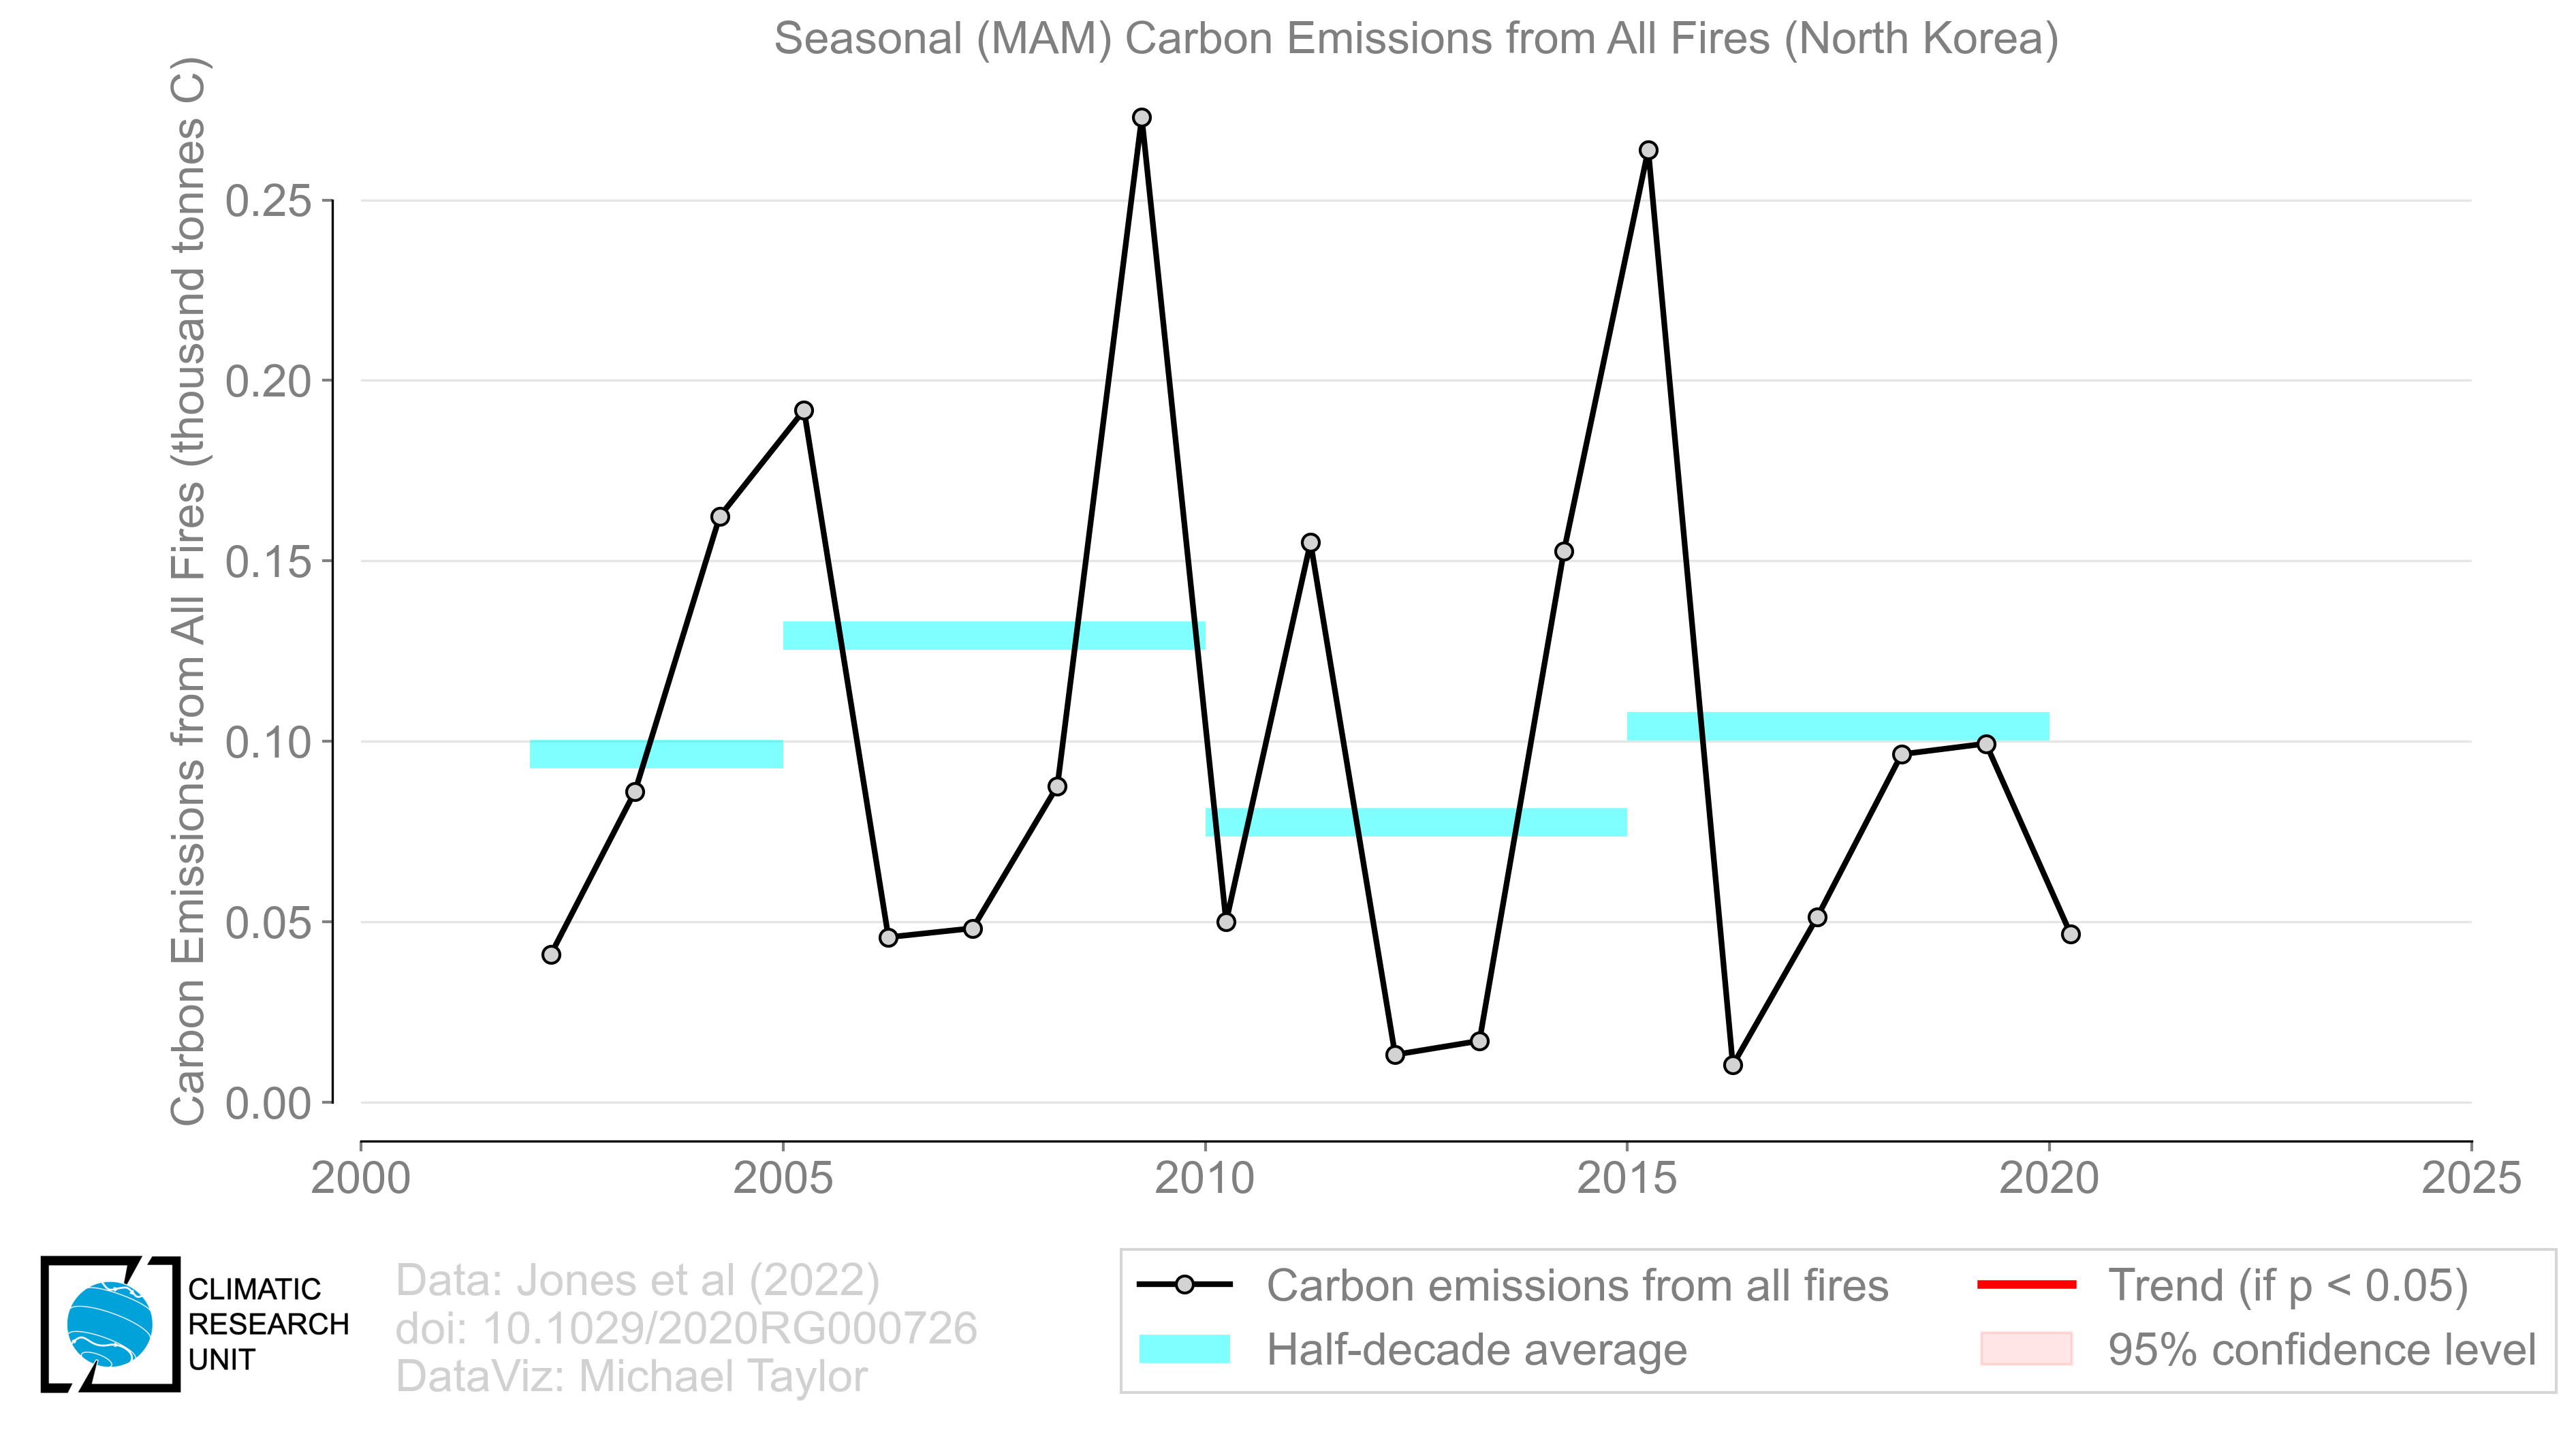 Seasonal (MAM) Carbon Emissions from All Fires (North Korea)
Carbon Emissions from All Fires (thousand tonnes C)
0.25
0.20
0.15
0.10
0.05
0.00
2000 2005 2010 2015 2020 2025
CLIMATIC
RESEARCH
UNIT
Data: Jones et al (2022)
doi: 10.1029/2020RG000726
DataViz: Michael Taylor
Carbon emissions from all fires
Half-decade average
Trend (if p < 0.05)
95% confidence level